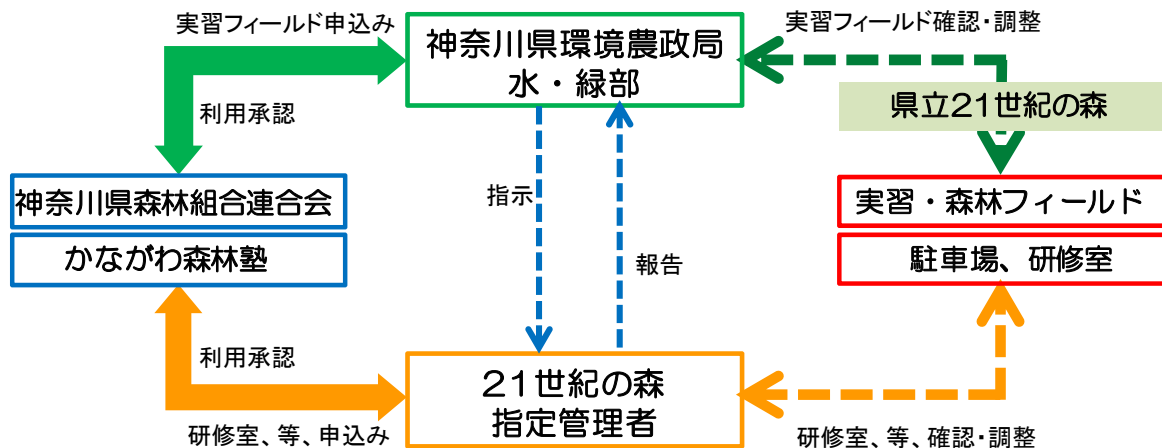 実習フィールド申込み
実習フィールド確認・調整
神奈川県環境農政局
水・緑部
利用承認
県立21世紀の森
神奈川県森林組合連合会
指示
実習・森林フィールド
かながわ森林塾
報告
駐車場、研修室
利用承認
21世紀の森
指定管理者
研修室、等、申込み
研修室、等、確認・調整